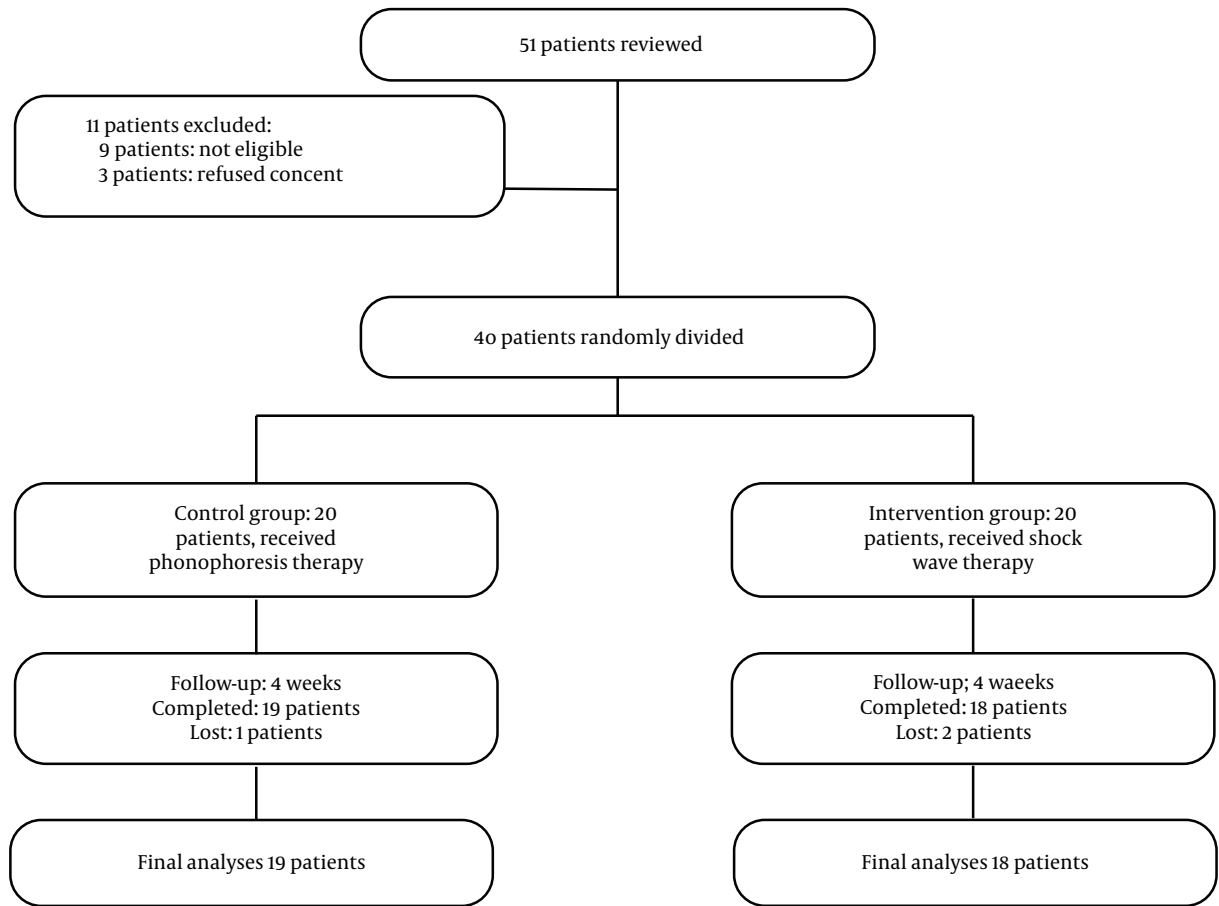 51 patients reviewed
11 patients excluded:
9 patients: not eligible
3 patients: refused concent
40 patients randomly divided
Control group: 20
patients, received
phonophoresis therapy
Intervention group: 20
patients, received shock
wave therapy
Follow-up: 4 weeks
Completed: 19 patients
Lost: 1 patients
Follow-up; 4 waeeks
Completed: 18 patients
Lost: 2 patients
Final analyses 19 patients
Final analyses 18 patients